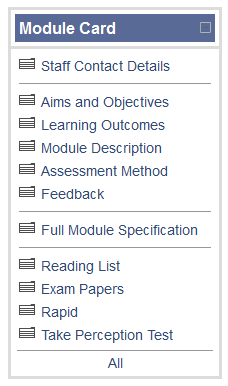 Module Card
Staff Contact Details
Aims and Objectives
Learning Outcomes
Module Description
Assessment Method
Feedback
Full Module Specification
Reading List
Exam Papers
Rapid
Take Perception Test
All